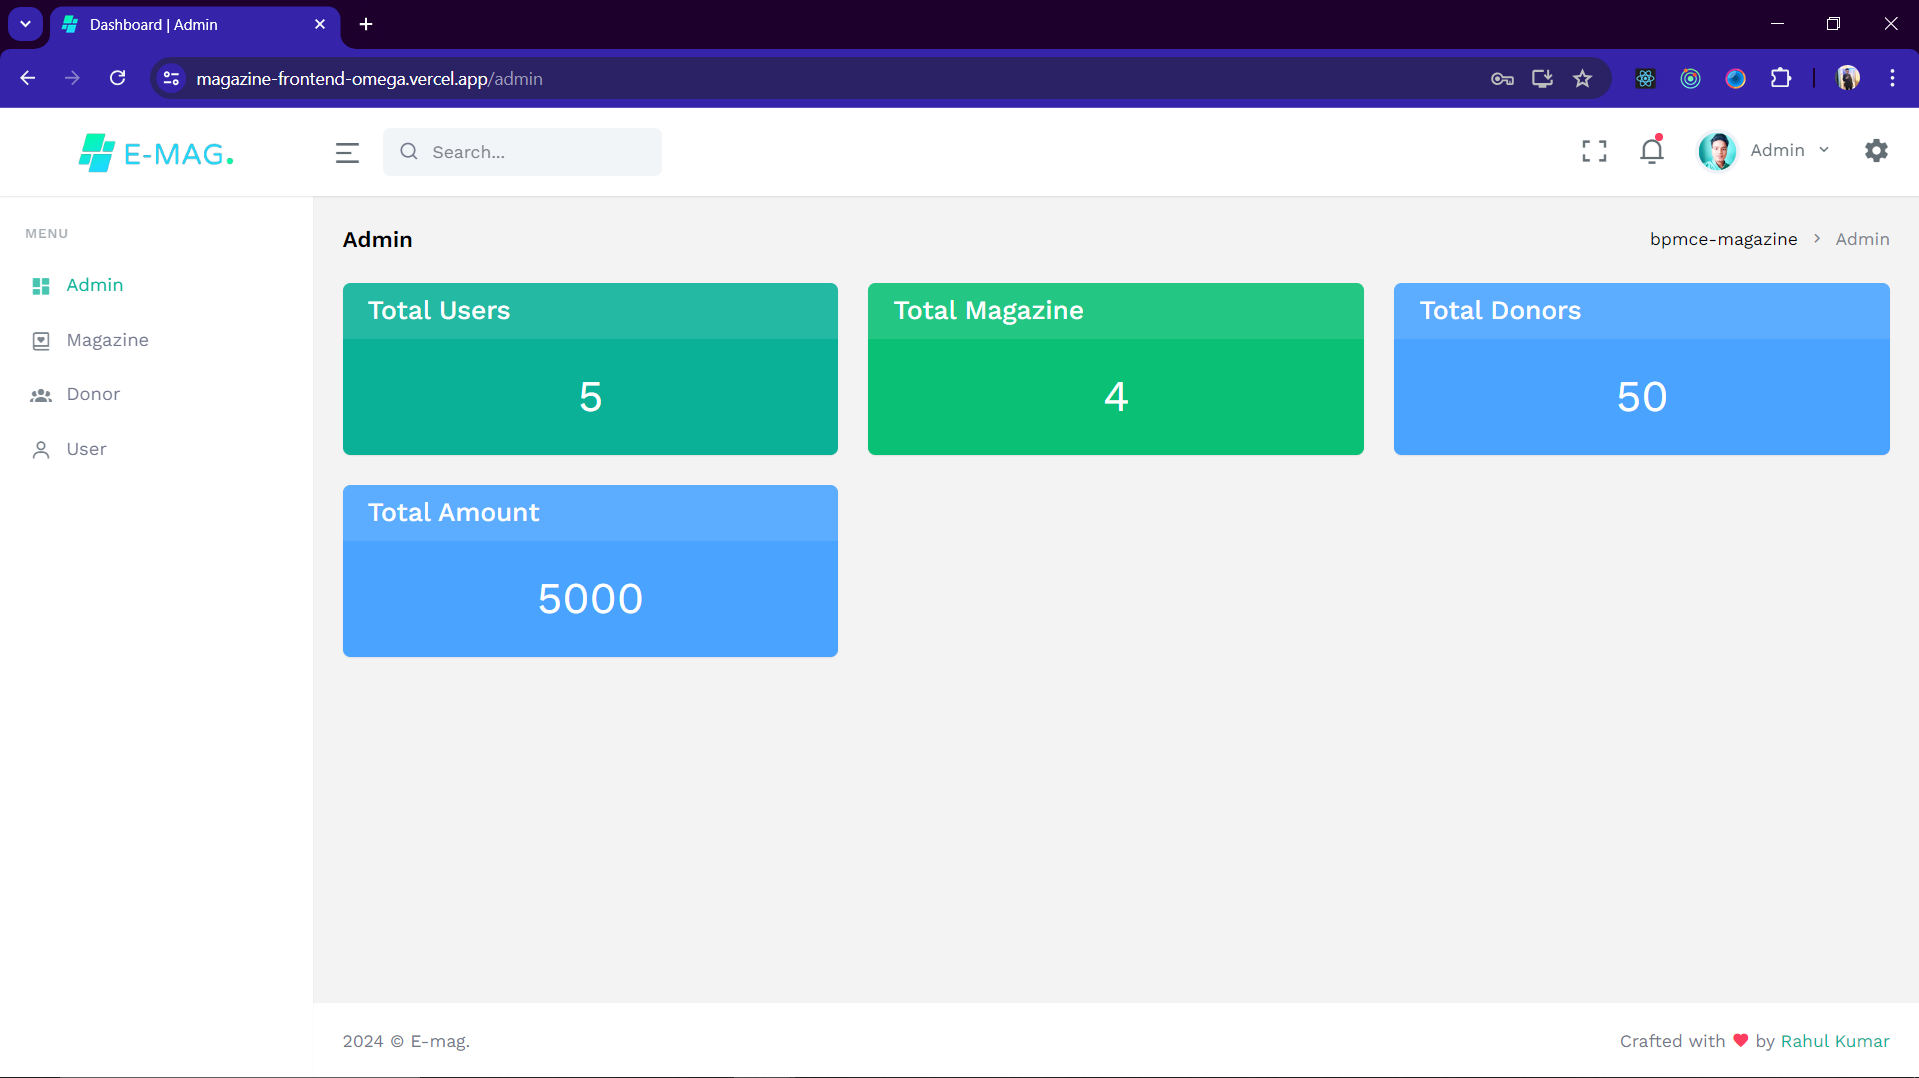 Dashboard | Admin
magazine-frontend-omega.vercel.app/admin
E-MAG.
Search...
Admin
MENU
Admin
Magazine
Donor
User
Admin
bpmce-magazine > Admin
Total Users
5
Total Magazine
4
Total Donors
50
Total Amount
5000
2024 © E-mag.
Crafted with ❤ by Rahul Kumar